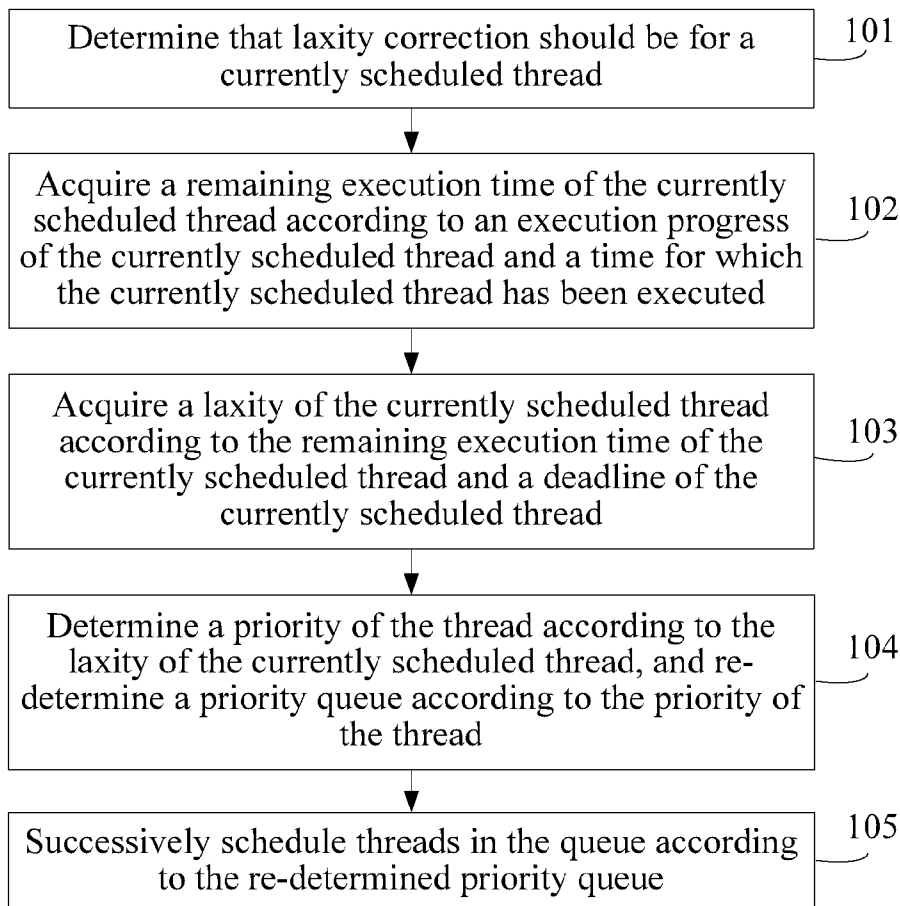 Determine that laxity correction should be for a
currently scheduled thread
101
Acquire a remaining execution time of the currently
scheduled thread according to an execution progress
of the currently scheduled thread and a time for which
the currently scheduled thread has been executed
102
Acquire a laxity of the currently scheduled thread
according to the remaining execution time of the
currently scheduled thread and a deadline of the
currently scheduled thread
103
Determine a priority of the thread according to the
laxity of the currently scheduled thread, and re-
determine a priority queue according to the priority of
the thread
104
Successively schedule threads in the queue according
to the re-determined priority queue
105